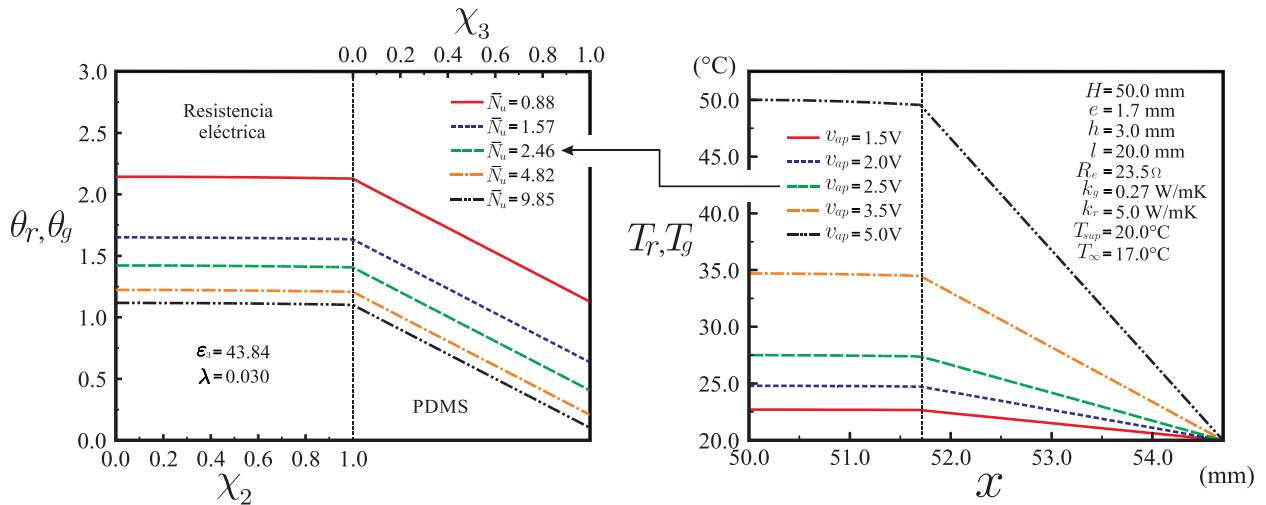 χ₃
0.0 0.2 0.4 0.6 0.8 1.0
θr,θg
3.0
2.5
2.0
1.5
1.0
0.5
0.0
Resistencia
eléctrica
N̄u=0.88
N̄u=1.57
N̄u=2.46
N̄u=4.82
N̄u=9.85
ε₃=43.84
λ=0.030
PDMS
0.0 0.2 0.4 0.6 0.8 1.0
χ₂
(°C)
Tr,Tg
50.0
45.0
40.0
35.0
30.0
25.0
20.0
vap=1.5V
vap=2.0V
vap=2.5V
vap=3.5V
vap=5.0V
H=50.0 mm
e=1.7 mm
h=3.0 mm
l=20.0 mm
Re=23.5Ω
kg=0.27 W/mK
kr=5.0 W/mK
Tsup=20.0°C
T∞=17.0°C
50.0 51.0 52.0 53.0 54.0
x
(mm)